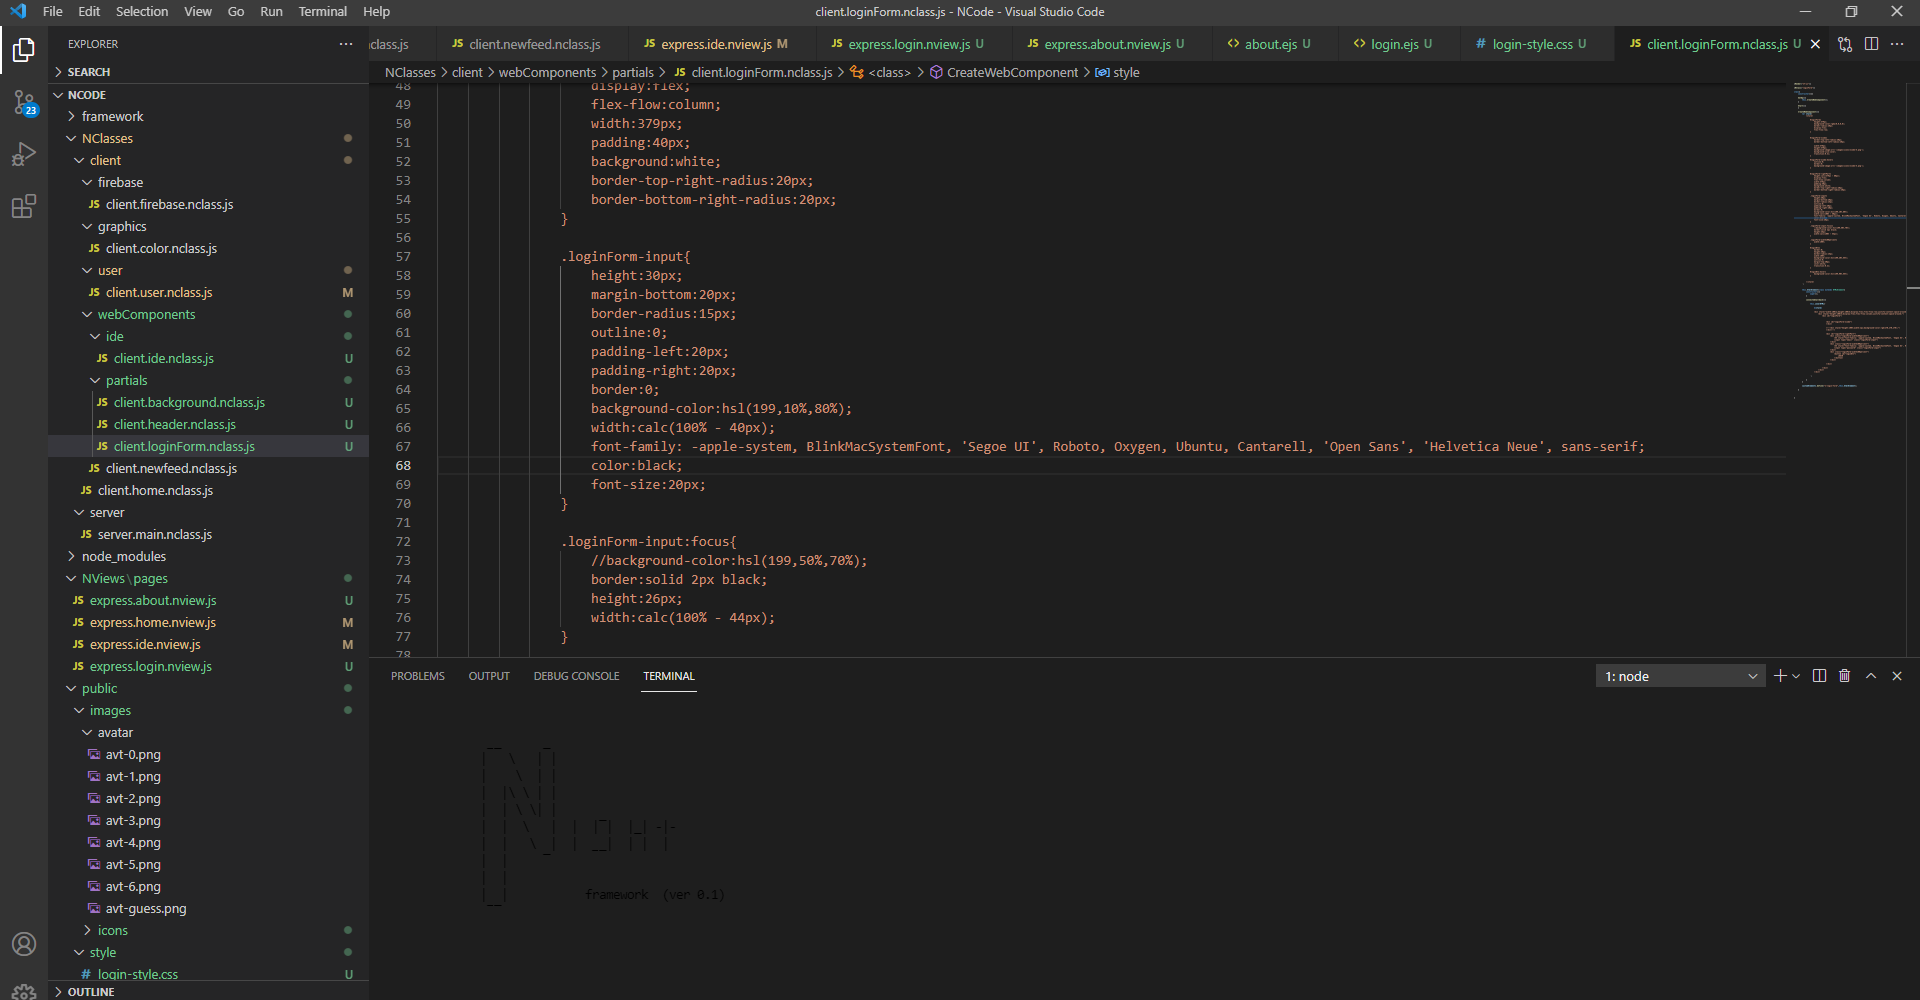 File Edit Selection View Go Run Terminal Help
client.loginForm.nclass.js - NCode - Visual Studio Code
EXPLORER
SEARCH
NCODE
framework
NClasses
client
firebase
JS client.firebase.nclass.js
graphics
JS client.color.nclass.js
user
JS client.user.nclass.js M
webComponents
ide
JS client.ide.nclass.js U
partials
JS client.background.nclass.js U
JS client.header.nclass.js U
JS client.loginForm.nclass.js U
JS client.newfeed.nclass.js
JS client.home.nclass.js
server
JS server.main.nclass.js
node_modules
NViews\pages
JS express.about.nview.js U
JS express.home.nview.js M
JS express.ide.nview.js M
JS express.login.nview.js U
public
images
avatar
avt-0.png
avt-1.png
avt-2.png
avt-3.png
avt-4.png
avt-5.png
avt-6.png
avt-guess.png
icons
style
# login-style.css U
OUTLINE
23
class.js JS client.newfeed.nclass.js JS express.ide.nview.js M JS express.login.nview.js U JS express.about.nview.js U <> about.ejs U <> login.ejs U # login-style.css U JS client.loginForm.nclass.js U
NClasses > client > webComponents > partials > JS client.loginForm.nclass.js > <class> > CreateWebComponent > style
48 display:flex;
49 flex-flow:column;
50 width:379px;
51 padding:40px;
52 background:white;
53 border-top-right-radius:20px;
54 border-bottom-right-radius:20px;
55 }
56
57 .loginForm-input{
58 height:30px;
59 margin-bottom:20px;
60 border-radius:15px;
61 outline:0;
62 padding-left:20px;
63 padding-right:20px;
64 border:0;
65 background-color:hsl(199,10%,80%);
66 width:calc(100% - 40px);
67 font-family: -apple-system, BlinkMacSystemFont, 'Segoe UI', Roboto, Oxygen, Ubuntu, Cantarell, 'Open Sans', 'Helvetica Neue', sans-serif;
68 color:black;
69 font-size:20px;
70 }
71
72 .loginForm-input:focus{
73 //background-color:hsl(199,50%,70%);
74 border:solid 2px black;
75 height:26px;
76 width:calc(100% - 44px);
77 }
78
PROBLEMS OUTPUT DEBUG CONSOLE TERMINAL
1: node
framework (ver 0.1)